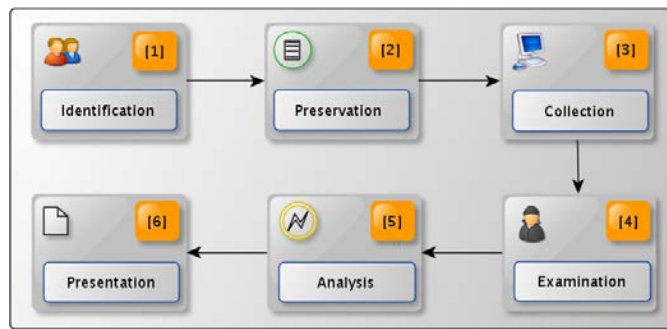 [1]
Identification
[2]
Preservation
[3]
Collection
[4]
Examination
[5]
Analysis
[6]
Presentation